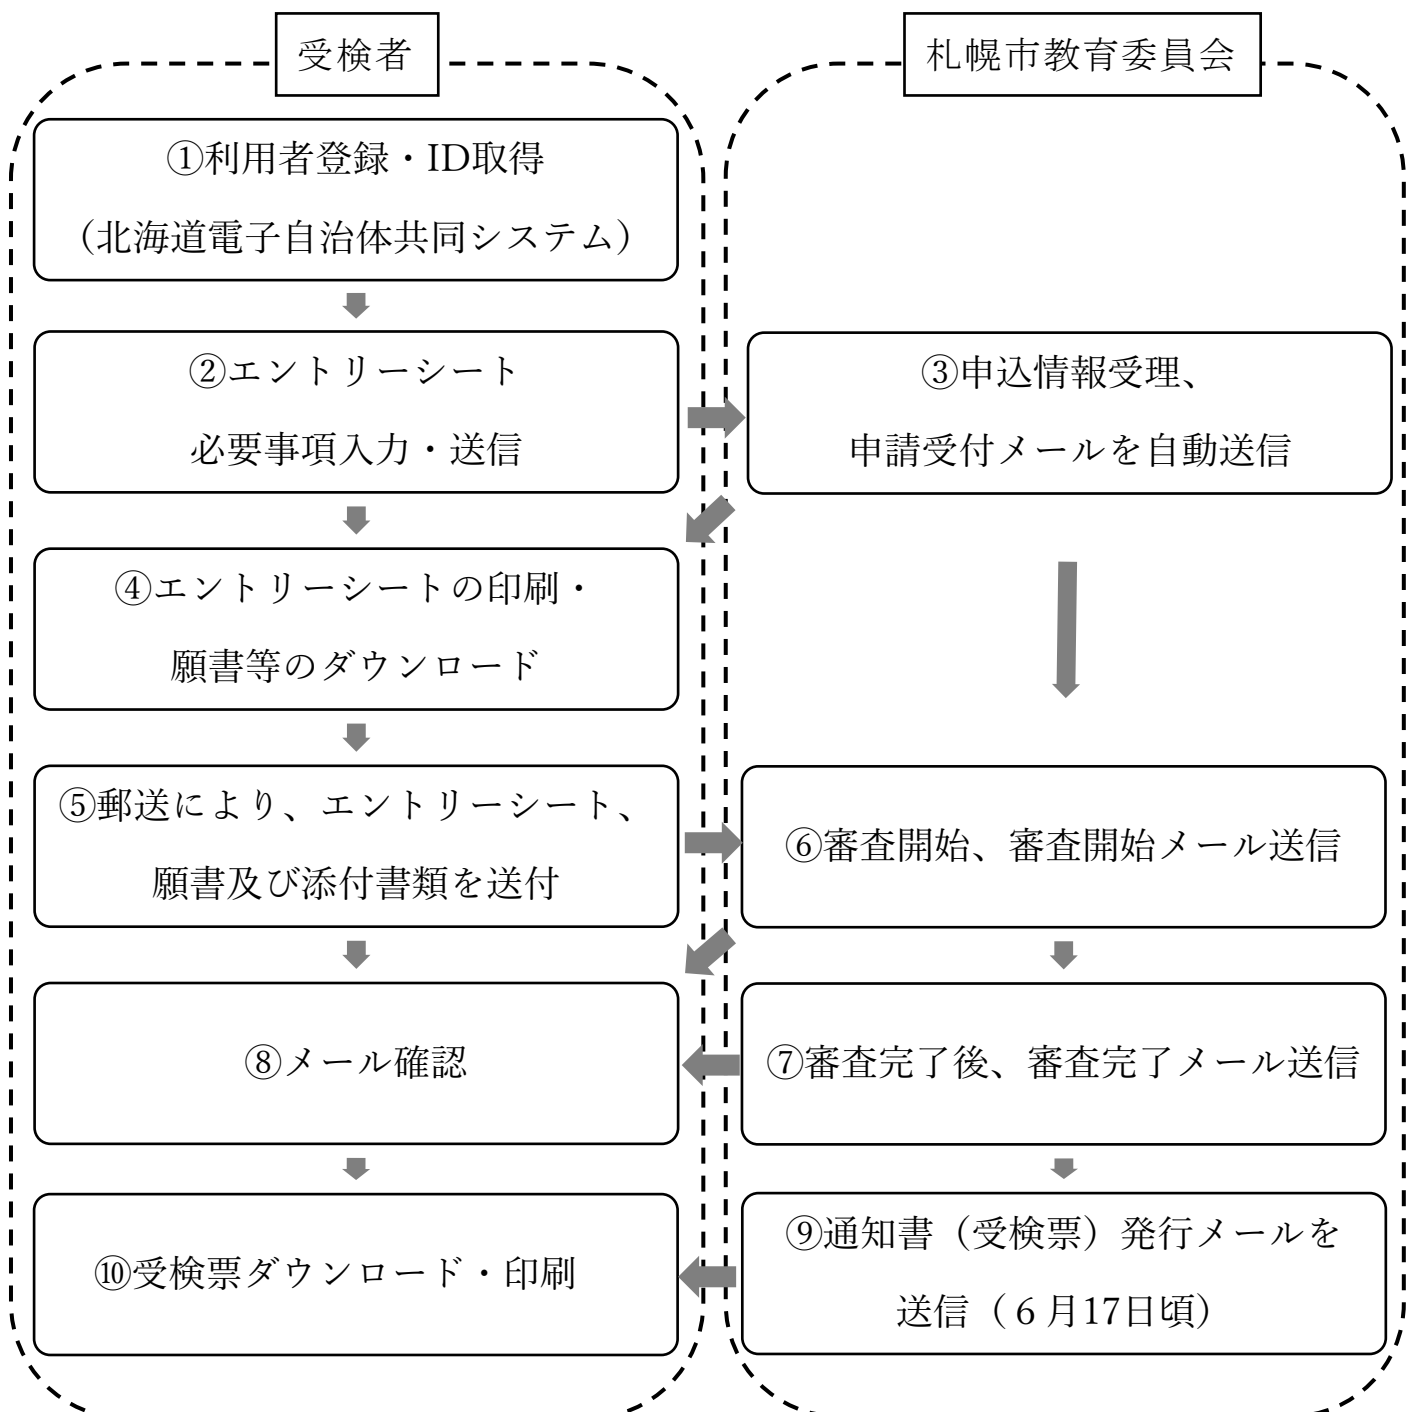 受検者
札幌市教育委員会
①利用者登録・ID取得
（北海道電子自治体共同システム）
②エントリーシート
必要事項入力・送信
③申込情報受理、
申請受付メールを自動送信
④エントリーシートの印刷・
願書等のダウンロード
⑤郵送により、エントリーシート、
願書及び添付書類を送付
⑥審査開始、審査開始メール送信
⑧メール確認
⑦審査完了後、審査完了メール送信
⑨通知書（受検票）発行メールを
送信（６月17日頃）
⑩受検票ダウンロード・印刷